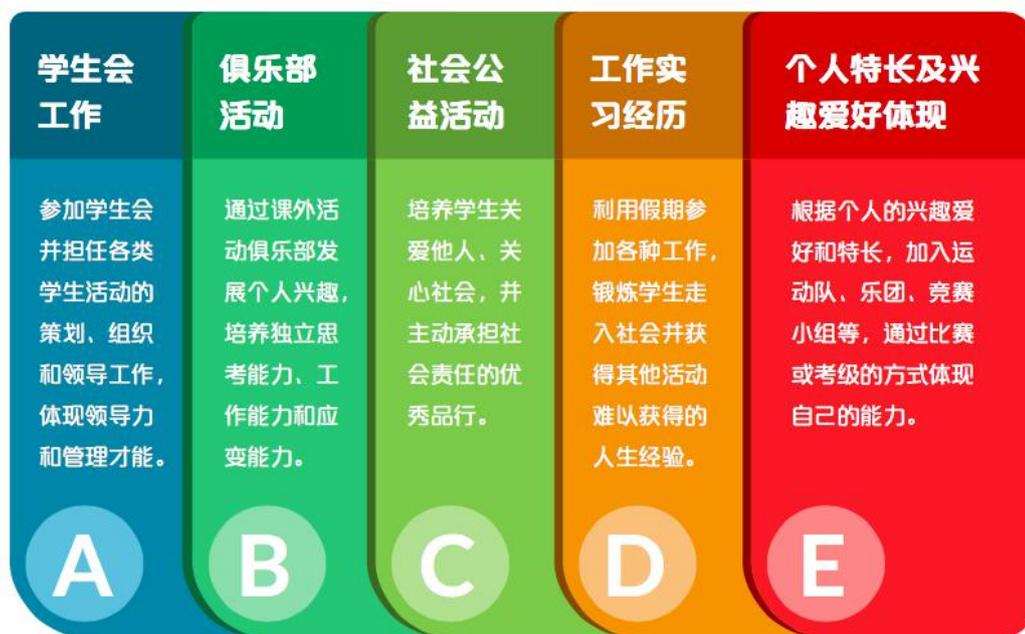 学生会
工作
参加学生会
并担任各类
学生活动的
策划、组织
和领导工作，
体现领导力
和管理才能。
A
俱乐部
活动
通过课外活
动俱乐部发
展个人兴趣，
培养独立思
考能力、工
作能力和应
变能力。
B
社会公
益活动
培养学生关
爱他人、关
心社会，并
主动承担社
会责任的优
秀品行。
C
工作实
习经历
利用假期参
加各种工作，
锻炼学生走
入社会并获
得其他活动
难以获得的
人生经验。
D
个人特长及兴
趣爱好体现
根据个人的兴趣爱
好和特长，加入运
动队、乐团、竞赛
小组等，通过比赛
或考级的方式体现
自己的能力。
E